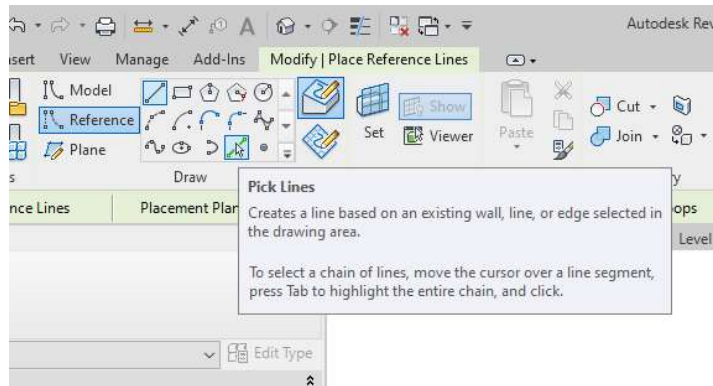 Autodesk Rev
sert View Manage Add-Ins Modify | Place Reference Lines
Model
Reference
Plane
Set
Show
Viewer
Paste
Cut
Join
s
Draw
y
nce Lines
Placement Plan
oops
Level
Pick Lines
Creates a line based on an existing wall, line, or edge selected in
the drawing area.
To select a chain of lines, move the cursor over a line segment,
press Tab to highlight the entire chain, and click.
Edit Type